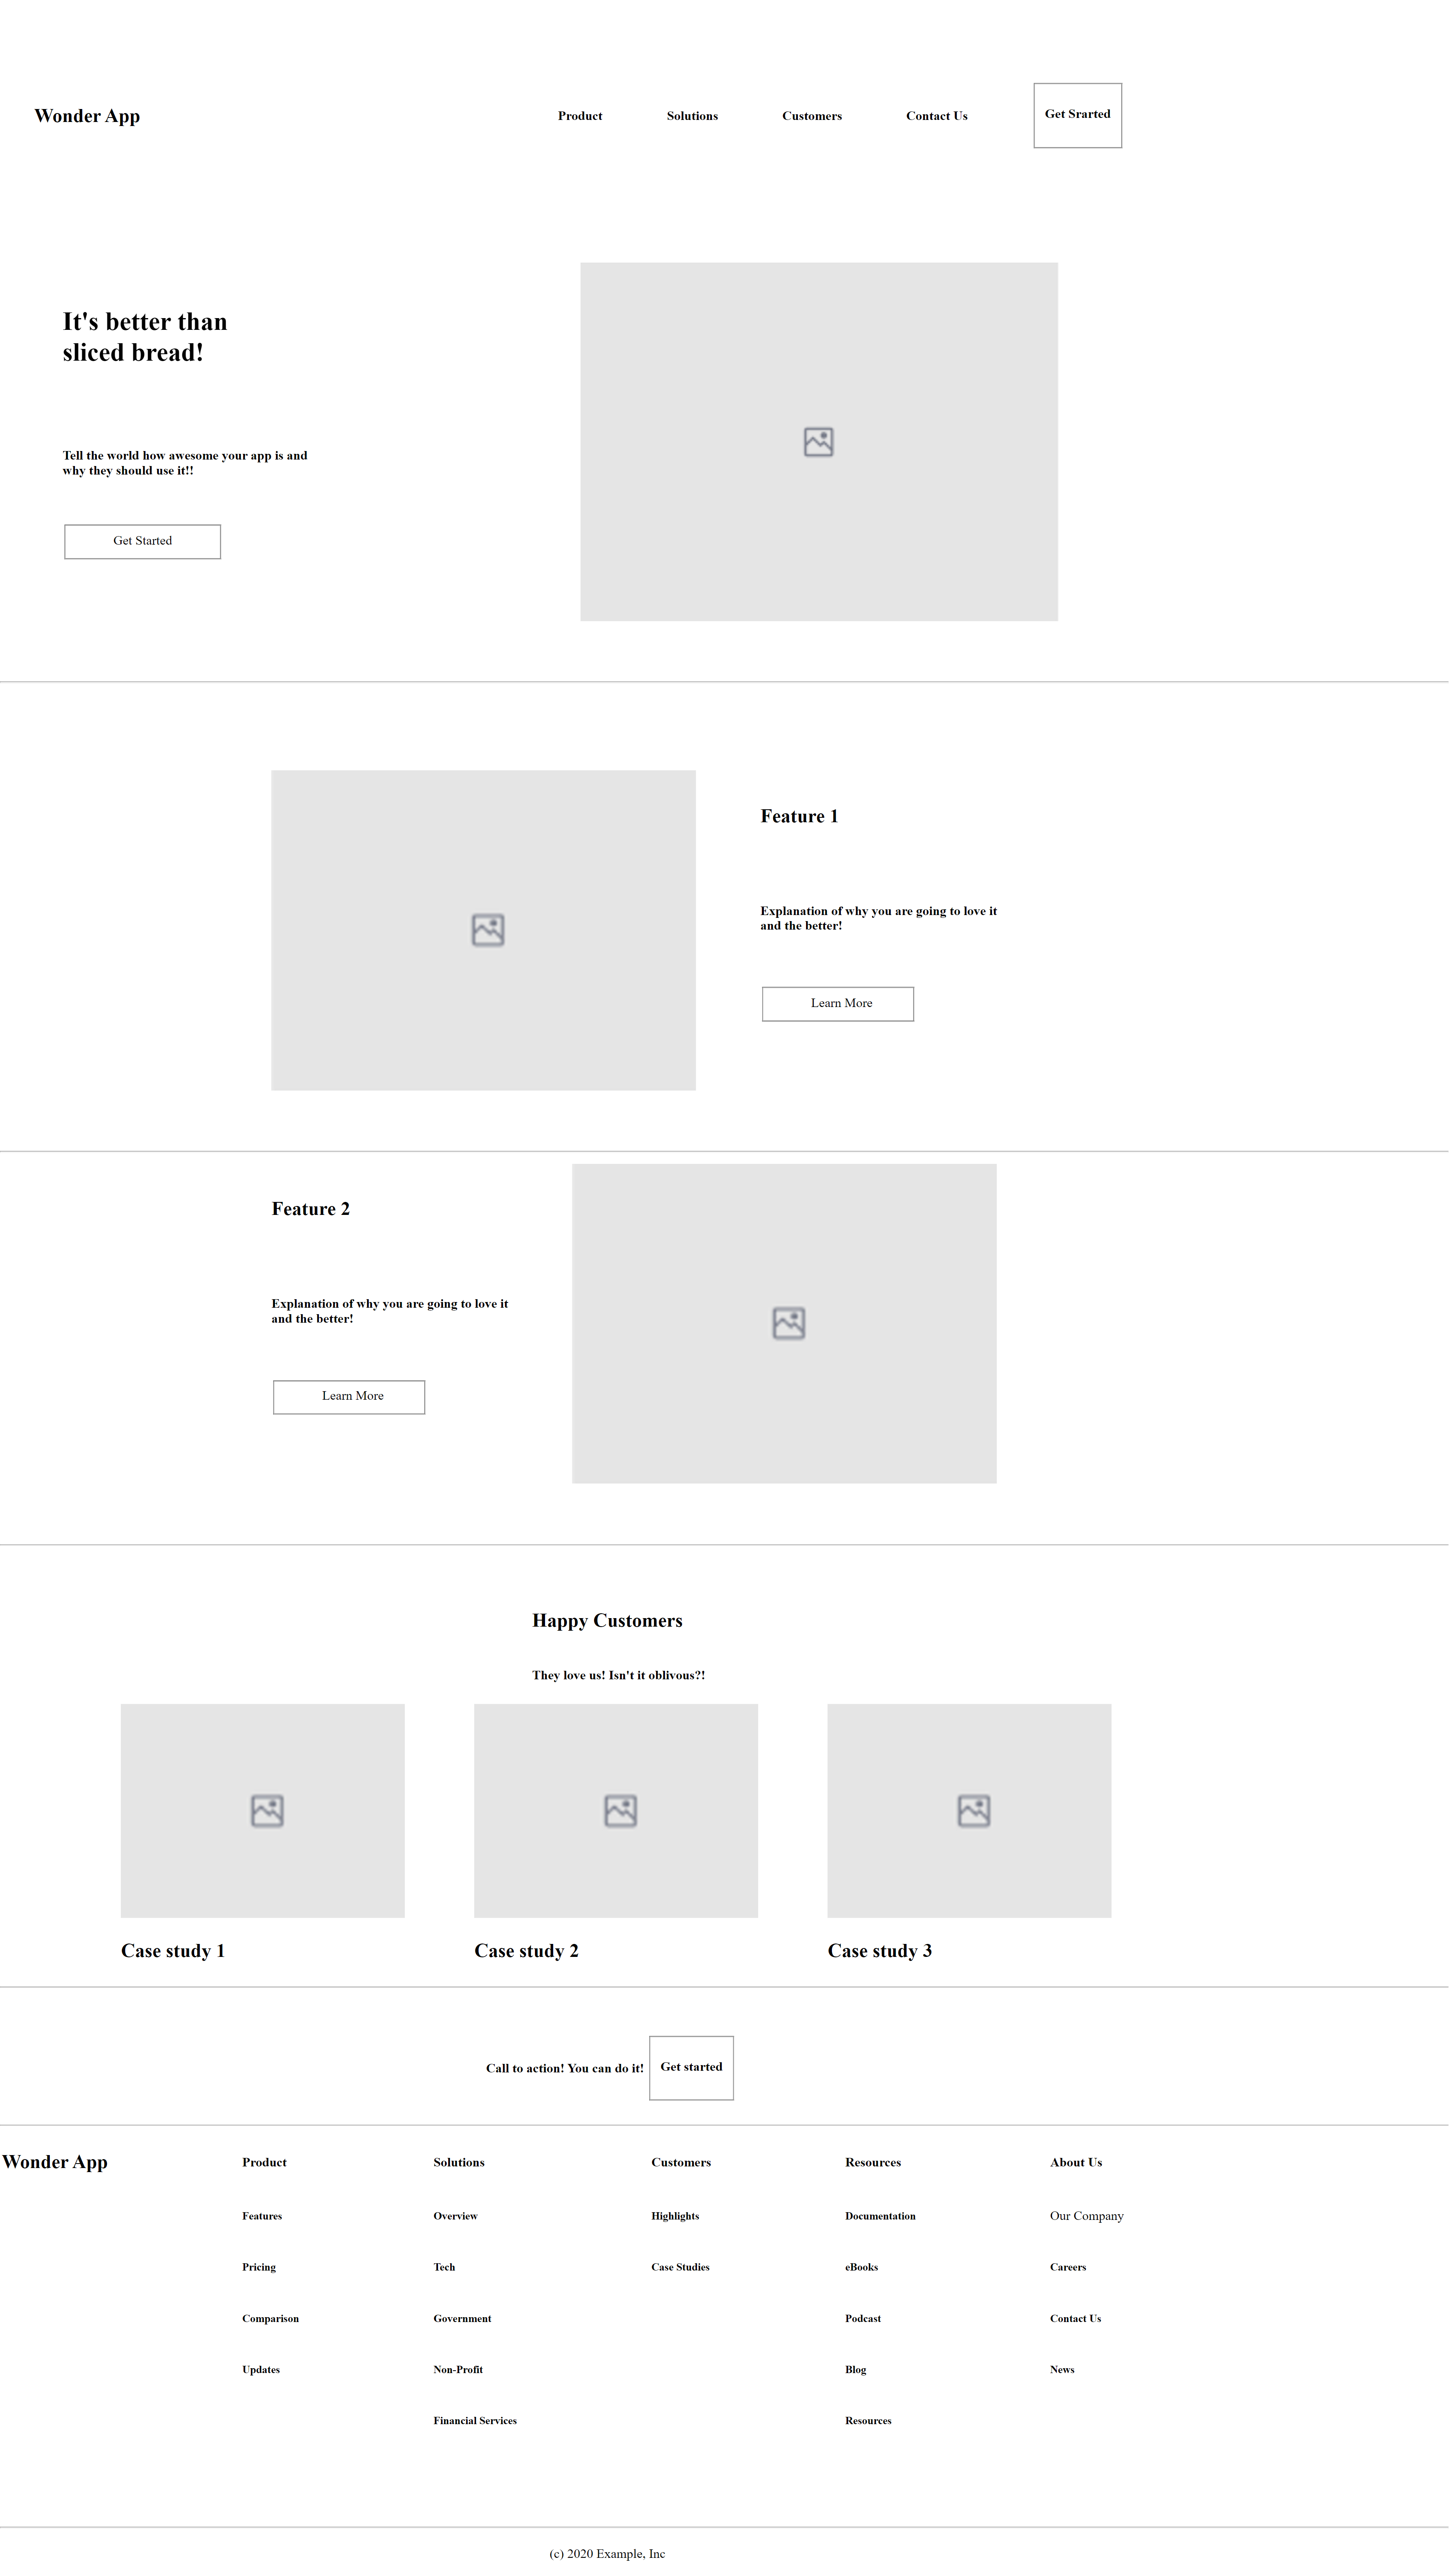 Wonder App
Product
Solutions
Customers
Contact Us
Get Srarted
It's better than
sliced bread!
Tell the world how awesome your app is and
why they should use it!!
Get Started
Feature 1
Explanation of why you are going to love it
and the better!
Learn More
Feature 2
Explanation of why you are going to love it
and the better!
Learn More
Happy Customers
They love us! Isn't it oblivous?!
Case study 1
Case study 2
Case study 3
Call to action! You can do it!
Get started
Wonder App
Product
Features
Pricing
Comparison
Updates
Solutions
Overview
Tech
Government
Non-Profit
Financial Services
Customers
Highlights
Case Studies
Resources
Documentation
eBooks
Podcast
Blog
Resources
About Us
Our Company
Careers
Contact Us
News
(c) 2020 Example, Inc